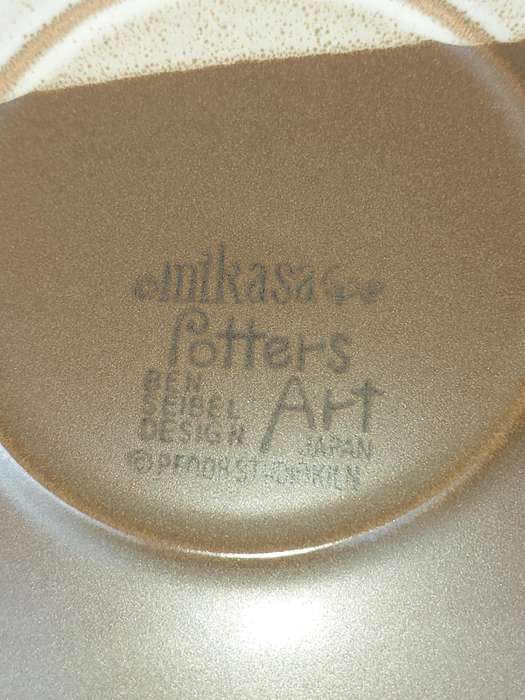 mikasa
Potters
Art
BEN
SEIBEL
DESIGN
JAPAN
©